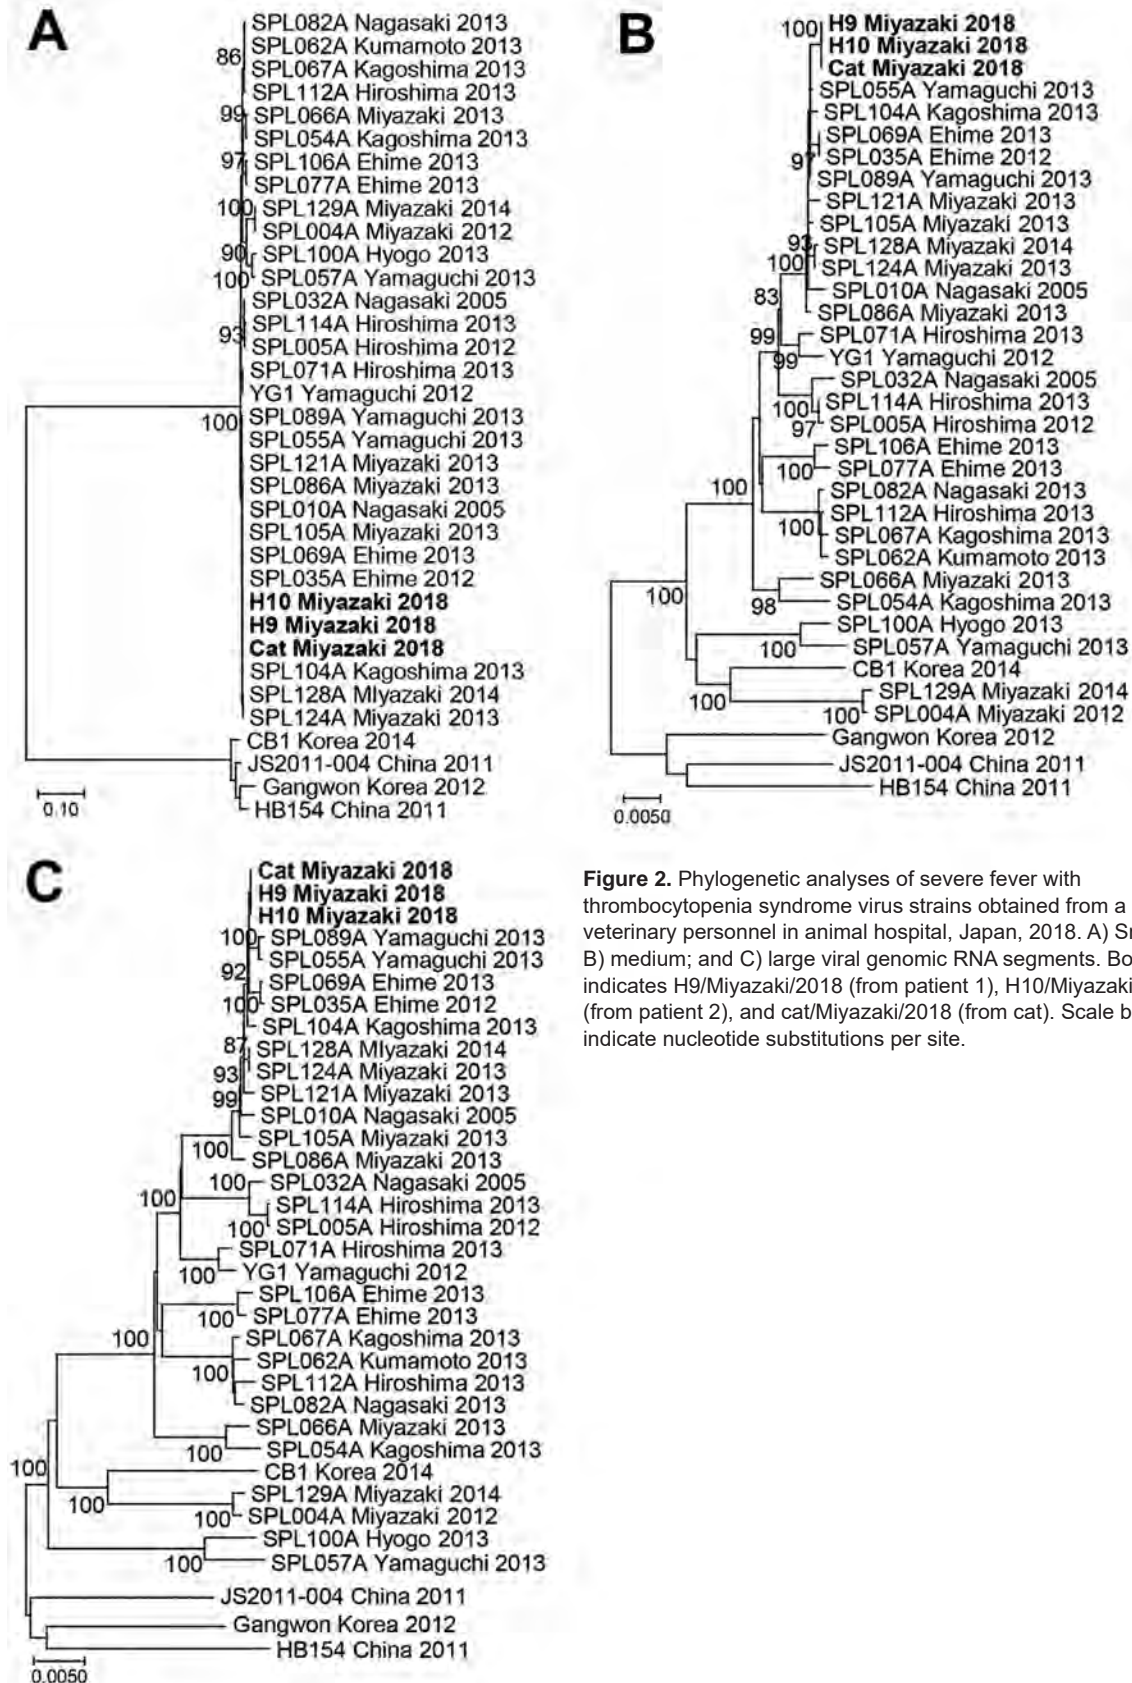 A
SPL082A Nagasaki 2013
SPL062A Kumamoto 2013
86
SPL067A Kagoshima 2013
SPL112A Hiroshima 2013
99
SPL066A Miyazaki 2013
SPL054A Kagoshima 2013
97
SPL106A Ehime 2013
SPL077A Ehime 2013
100
SPL129A Miyazaki 2014
SPL004A Miyazaki 2012
90
SPL100A Hyogo 2013
100
SPL057A Yamaguchi 2013
SPL032A Nagasaki 2005
SPL114A Hiroshima 2013
93
SPL005A Hiroshima 2012
SPL071A Hiroshima 2013
YG1 Yamaguchi 2012
100
SPL089A Yamaguchi 2013
SPL055A Yamaguchi 2013
SPL121A Miyazaki 2013
SPL086A Miyazaki 2013
SPL010A Nagasaki 2005
SPL105A Miyazaki 2013
SPL069A Ehime 2013
SPL035A Ehime 2012
H10 Miyazaki 2018
H9 Miyazaki 2018
Cat Miyazaki 2018
SPL104A Kagoshima 2013
SPL128A MIyazaki 2014
SPL124A Miyazaki 2013
CB1 Korea 2014
JS2011-004 China 2011
Gangwon Korea 2012
HB154 China 2011
0.10
B
100
H9 Miyazaki 2018
H10 Miyazaki 2018
Cat Miyazaki 2018
SPL055A Yamaguchi 2013
SPL104A Kagoshima 2013
SPL069A Ehime 2013
97
SPL035A Ehime 2012
SPL089A Yamaguchi 2013
SPL121A Miyazaki 2013
SPL105A Miyazaki 2013
93
SPL128A Miyazaki 2014
100
SPL124A Miyazaki 2013
83
SPL010A Nagasaki 2005
SPL086A Miyazaki 2013
99
SPL071A Hiroshima 2013
99
YG1 Yamaguchi 2012
SPL032A Nagasaki 2005
100
SPL114A Hiroshima 2013
97
SPL005A Hiroshima 2012
SPL106A Ehime 2013
100
SPL077A Ehime 2013
100
SPL082A Nagasaki 2013
SPL112A Hiroshima 2013
100
SPL067A Kagoshima 2013
SPL062A Kumamoto 2013
SPL066A Miyazaki 2013
100
98
SPL054A Kagoshima 2013
SPL100A Hyogo 2013
100
SPL057A Yamaguchi 2013
CB1 Korea 2014
100
SPL129A Miyazaki 2014
100
SPL004A Miyazaki 2012
Gangwon Korea 2012
JS2011-004 China 2011
HB154 China 2011
0.0050
C
Cat Miyazaki 2018
H9 Miyazaki 2018
H10 Miyazaki 2018
100
SPL089A Yamaguchi 2013
SPL055A Yamaguchi 2013
92
SPL069A Ehime 2013
100
SPL035A Ehime 2012
SPL104A Kagoshima 2013
87
SPL128A MIyazaki 2014
93
SPL124A Miyazaki 2013
99
SPL121A Miyazaki 2013
SPL010A Nagasaki 2005
SPL105A Miyazaki 2013
100
SPL086A Miyazaki 2013
100
SPL032A Nagasaki 2005
100
SPL114A Hiroshima 2013
100
SPL005A Hiroshima 2012
SPL071A Hiroshima 2013
100
YG1 Yamaguchi 2012
SPL106A Ehime 2013
100
SPL077A Ehime 2013
100
SPL067A Kagoshima 2013
SPL062A Kumamoto 2013
100
SPL112A Hiroshima 2013
SPL082A Nagasaki 2013
SPL066A Miyazaki 2013
100
SPL054A Kagoshima 2013
100
CB1 Korea 2014
100
SPL129A Miyazaki 2014
100
SPL004A Miyazaki 2012
SPL100A Hyogo 2013
100
SPL057A Yamaguchi 2013
JS2011-004 China 2011
Gangwon Korea 2012
HB154 China 2011
0.0050
Figure 2. Phylogenetic analyses of severe fever with
thrombocytopenia syndrome virus strains obtained from a
veterinary personnel in animal hospital, Japan, 2018. A)
B) medium; and C) large viral genomic RNA segments.
indicates H9/Miyazaki/2018 (from patient 1), H10/Miyazaki
(from patient 2), and cat/Miyazaki/2018 (from cat). Scale
indicate nucleotide substitutions per site.